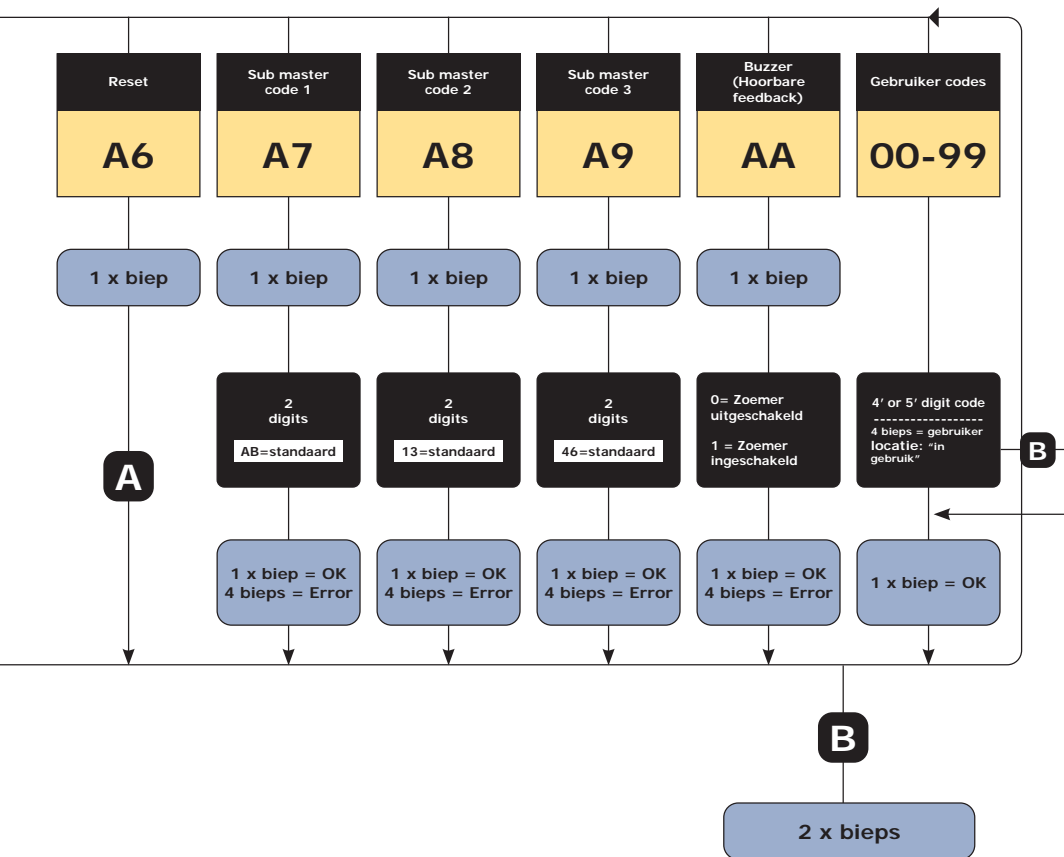 Reset
Sub master
code 1
Sub master
code 2
Sub master
code 3
Buzzer
(Hoorbare
feedback)
Gebruiker codes
A6
A7
A8
A9
AA
00-99
1 x biep
1 x biep
1 x biep
1 x biep
1 x biep
2
digits
AB=standaard
2
digits
13=standaard
2
digits
46=standaard
0= Zoemer
uitgeschakeld
1 = Zoemer
ingeschakeld
4’ or 5’ digit code
--------------------
4 bieps = gebruiker
locatie: “in
gebruik”
B
A
1 x biep = OK
4 bieps = Error
1 x biep = OK
4 bieps = Error
1 x biep = OK
4 bieps = Error
1 x biep = OK
4 bieps = Error
1 x biep = OK
B
2 x bieps